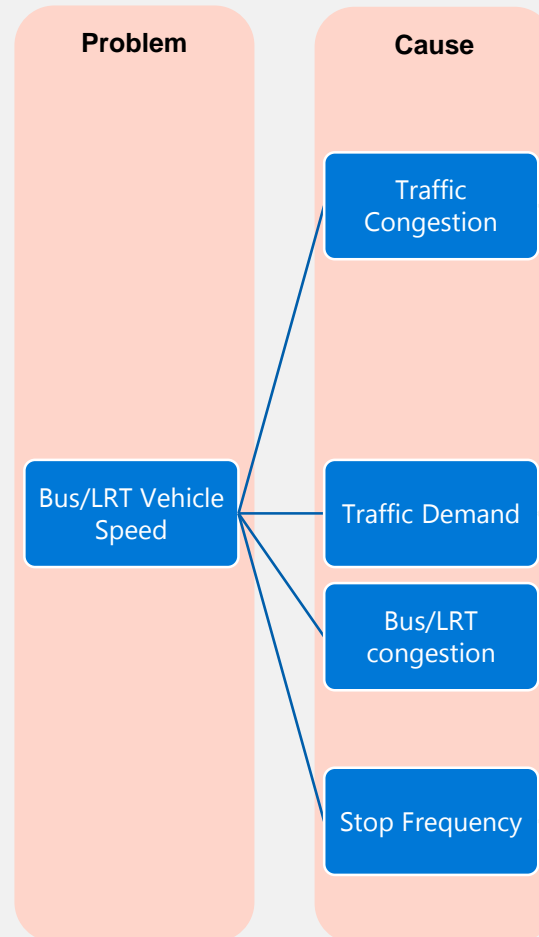 Problem
Cause
Traffic
Congestion
Bus/LRT Vehicle
Speed
Traffic Demand
Bus/LRT
congestion
Stop Frequency